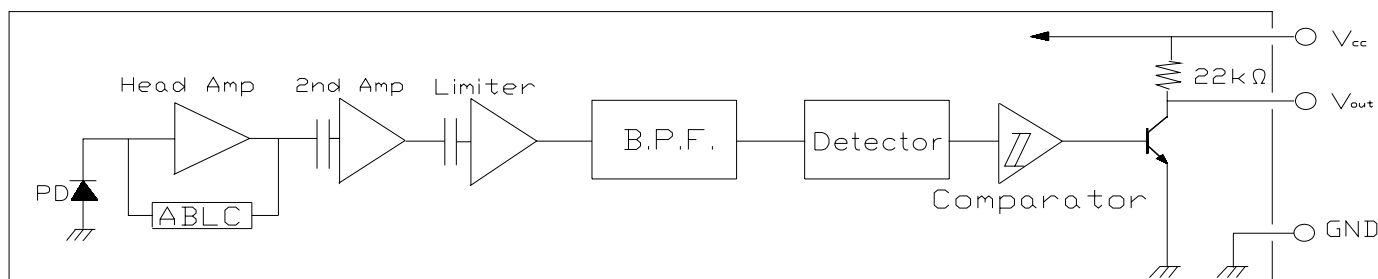 Head Amp
2nd Amp
Limiter
Vcc
22kΩ
Vout
B.P.F.
Detector
PD
ABLC
Comparator
GND